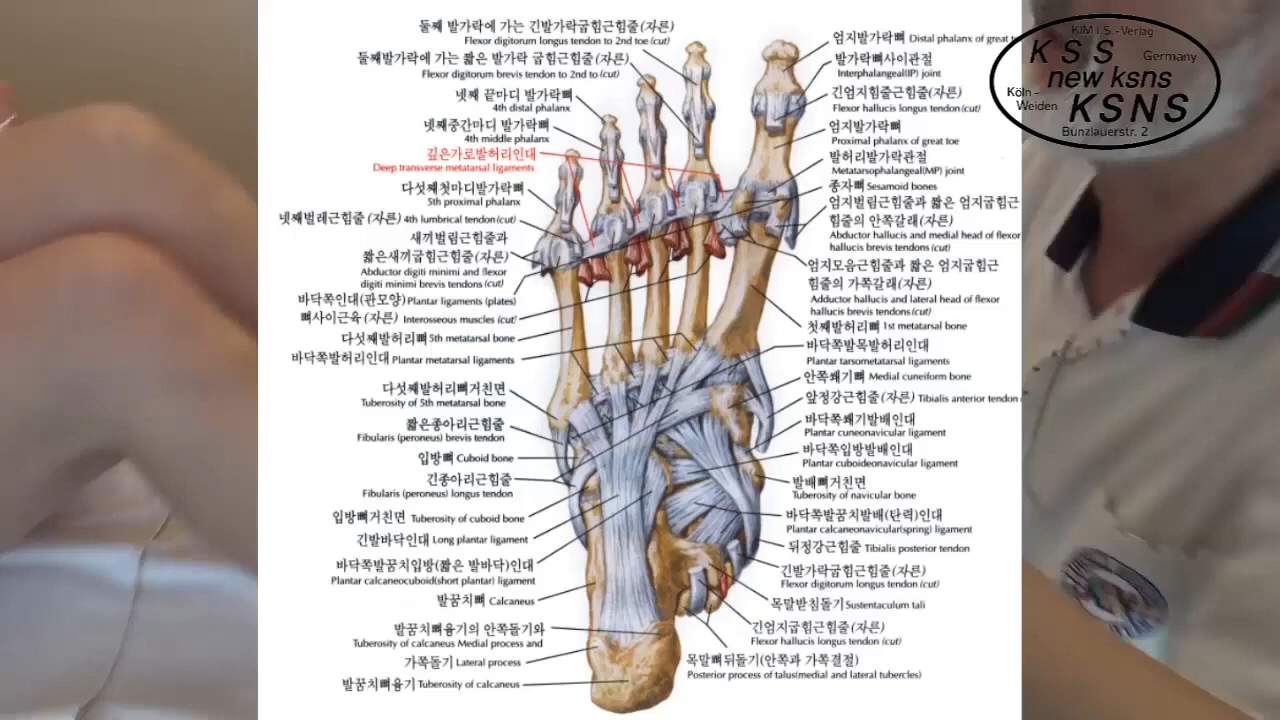 둘째 발가락에 가는 긴발가락굽힘근힘줄(자른)
Flexor digitorum longus tendon to 2nd toe (cut)
둘째발가락에 가는 짧은 발가락 굽힘근힘줄(자른)
Flexor digitorum brevis tendon to 2nd to (cut)
넷째 끝마디 발가락뼈
4th distal phalanx
넷째중간마디 발가락뼈
4th middle phalanx
깊은가로발허리인대
Deep transverse metatarsal ligaments
다섯째첫마디발가락뼈
5th proximal phalanx
넷째벌레근힘줄(자른) 4th lumbrical tendon (cut)
새끼벌림근힘줄과
짧은새끼굽힘근힘줄(자른)
Abductor digiti minimi and flexor
digiti minimi brevis tendons (cut)
바닥쪽인대(판모양) Plantar ligaments (plates)
뼈사이근육(자른) Interosseous muscles (cut)
다섯째발허리뼈 5th metatarsal bone
바닥쪽발허리인대 Plantar metatarsal ligaments
다섯째발허리뼈거친면
Tuberosity of 5th metatarsal bone
짧은종아리근힘줄
Fibularis (peroneus) brevis tendon
입방뼈 Cuboid bone
긴종아리근힘줄
Fibularis (peroneus) longus tendon
입방뼈거친면 Tuberosity of cuboid bone
긴발바닥인대 Long plantar ligament
바닥쪽발꿈치입방(짧은 발바닥)인대
Plantar calcaneocuboid(short plantar) ligament
발꿈치뼈 Calcaneus
발꿈치뼈융기의 안쪽돌기와
Tuberosity of calcaneus Medial process and
가쪽돌기 Lateral process
발꿈치뼈융기 Tuberosity of calcaneus
엄지발가락뼈 Distal phalanx of great
발가락뼈사이관절
Interphalangeal(IP) joint
긴엄지힘줄근힘줄(자른)
Flexor hallucis longus tendon (cut)
엄지발가락뼈
Proximal phalanx of great toe
발허리발가락관절
Metatarsophalangeal(MP) joint
종자뼈 Sesamoid bones
엄지벌림근힘줄과 짧은 엄지굽힘근
힘줄의 안쪽갈래(자른)
Abductor hallucis and medial head of flexor
hallucis brevis tendons (cut)
엄지모음근힘줄과 짧은 엄지굽힘근
힘줄의 가쪽갈래(자른)
Adductor hallucis and lateral head of flexor
hallucis brevis tendons (cut)
첫째발허리뼈 1st metatarsal bone
바닥쪽발목발허리인대
Plantar tarsometatarsal ligaments
안쪽쐐기뼈 Medial cuneiform bone
앞정강근힘줄(자른) Tibialis anterior tendon
바닥쪽쐐기발배인대
Plantar cuneonavicular ligament
바닥쪽입방발배인대
Plantar cuboideonavicular ligament
발배뼈거친면
Tuberosity of navicular bone
바닥쪽발꿈치발배(탄력)인대
Plantar calcaneonavicular(spring) ligament
뒤정강근힘줄 Tibialis posterior tendon
긴발가락굽힘근힘줄(자른)
Flexor digitorum longus tendon (cut)
목말받침돌기 Sustentaculum tali
긴엄지굽힘근힘줄(자른)
Flexor hallucis longus tendon (cut)
목말뼈뒤돌기(안쪽과 가쪽결절)
Posterior process of talus(medial and lateral tubercles)
KIM I. S. - Verlag
K S S Germany
new ksns
Köln -
Weiden KSNS
Bunzlauerstr. 2